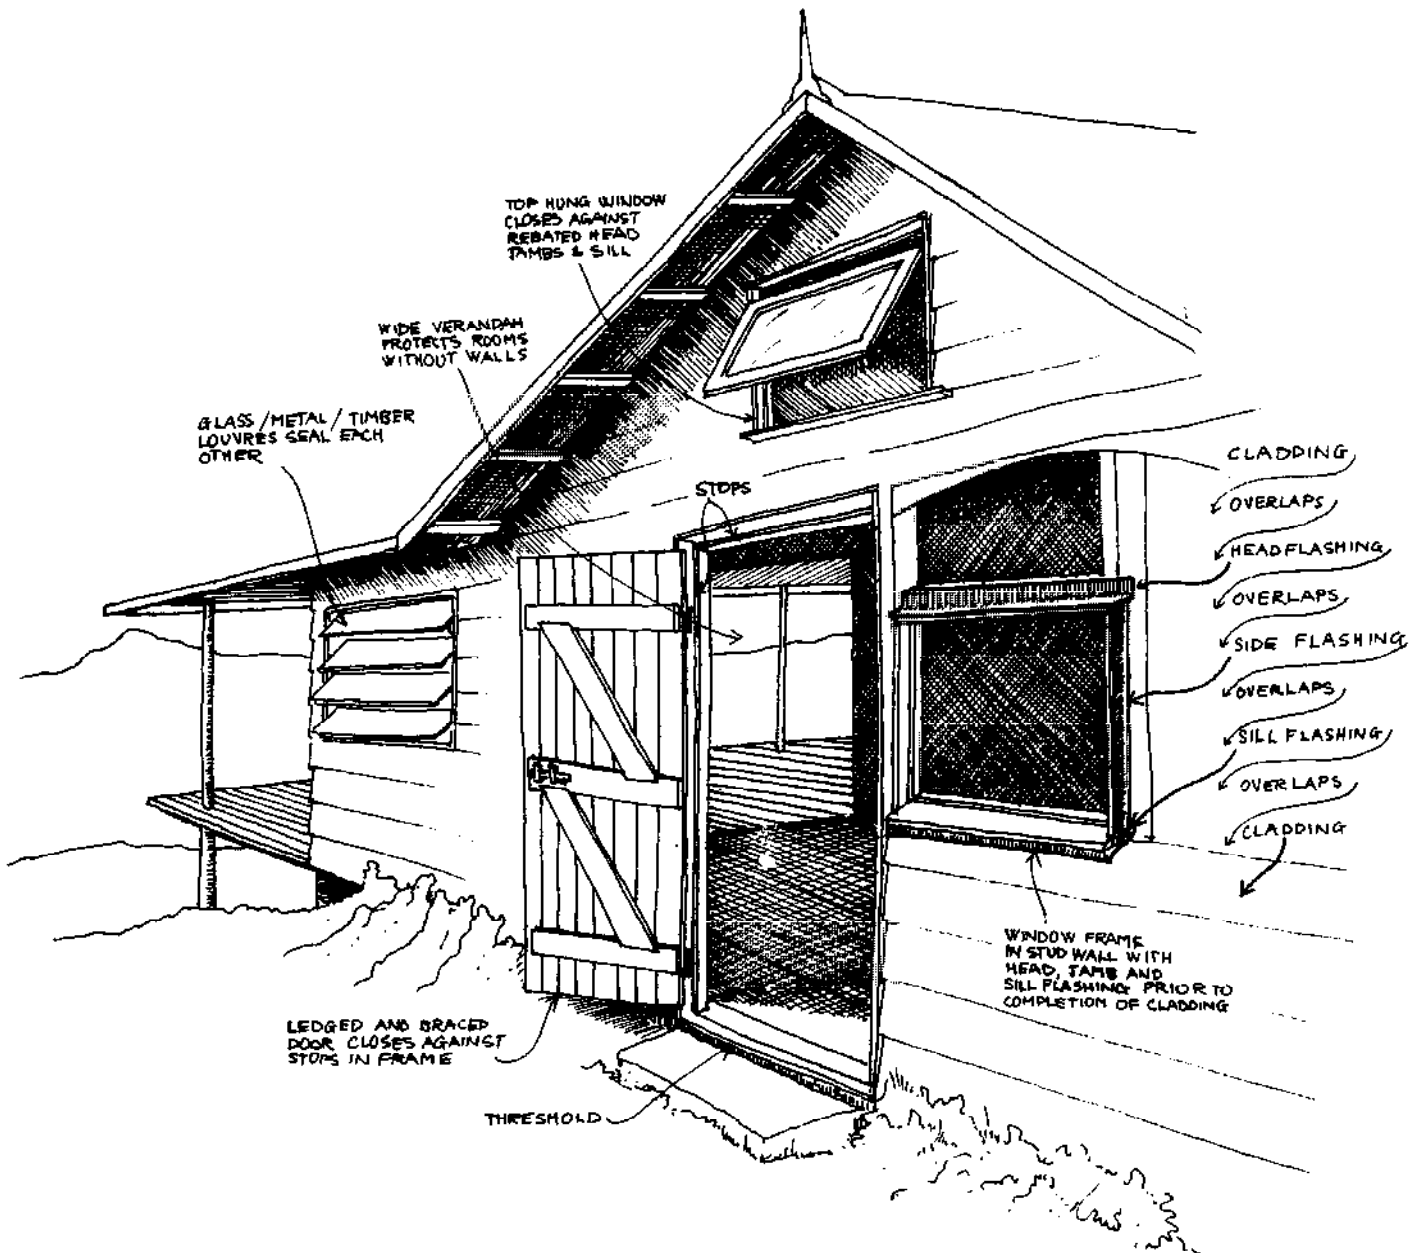 TOP HUNG WINDOW
CLOSES AGAINST
REBATED HEAD
JAMBS & SILL
WIDE VERANDAH
PROTECTS ROOMS
WITHOUT WALLS
GLASS/METAL/TIMBER
LOUVRES SEAL EACH
OTHER
STOPS
CLADDING
OVERLAPS
HEADFLASHING
OVERLAPS
SIDE FLASHING
OVERLAPS
SILL FLASHING
OVERLAPS
CLADDING
WINDOW FRAME
IN STUD WALL WITH
HEAD, JAMB AND
SILL FLASHING PRIOR TO
COMPLETION OF CLADDING
LEDGED AND BRACED
DOOR CLOSES AGAINST
STOPS IN FRAME
THRESHOLD